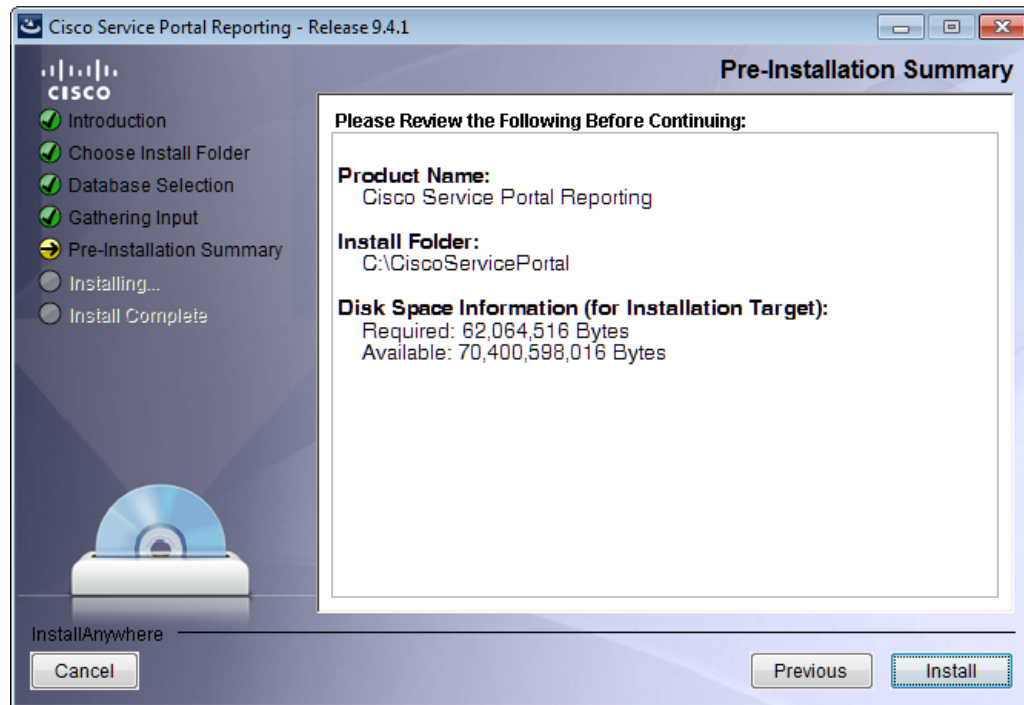 Cisco Service Portal Reporting - Release 9.4.1
CISCO
Pre-Installation Summary
Introduction
Choose Install Folder
Database Selection
Gathering Input
Pre-Installation Summary
Installing...
Install Complete
Please Review the Following Before Continuing:
Product Name:
Cisco Service Portal Reporting
Install Folder:
C:\CiscoServicePortal
Disk Space Information (for Installation Target):
Required: 62,064,516 Bytes
Available: 70,400,598,016 Bytes
InstallAnywhere
Cancel
Previous
Install